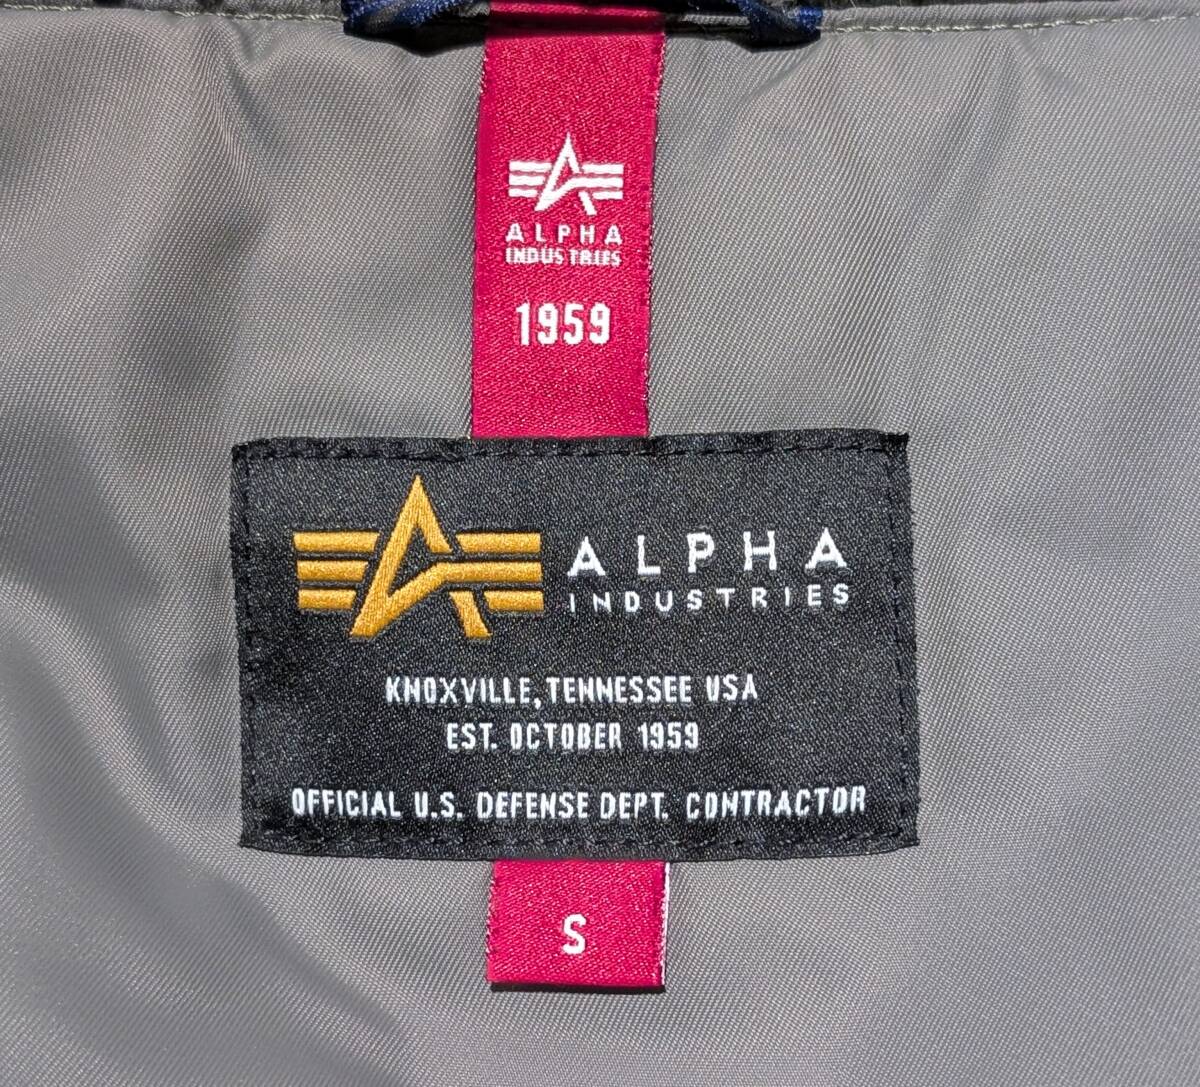 ALPHA
INDUSTRIES
1959
ALPHA
INDUSTRIES
KNOXVILLE, TENNESSEE USA
EST. OCTOBER 1959
OFFICIAL U.S. DEFENSE DEPT. CONTRACTOR
S